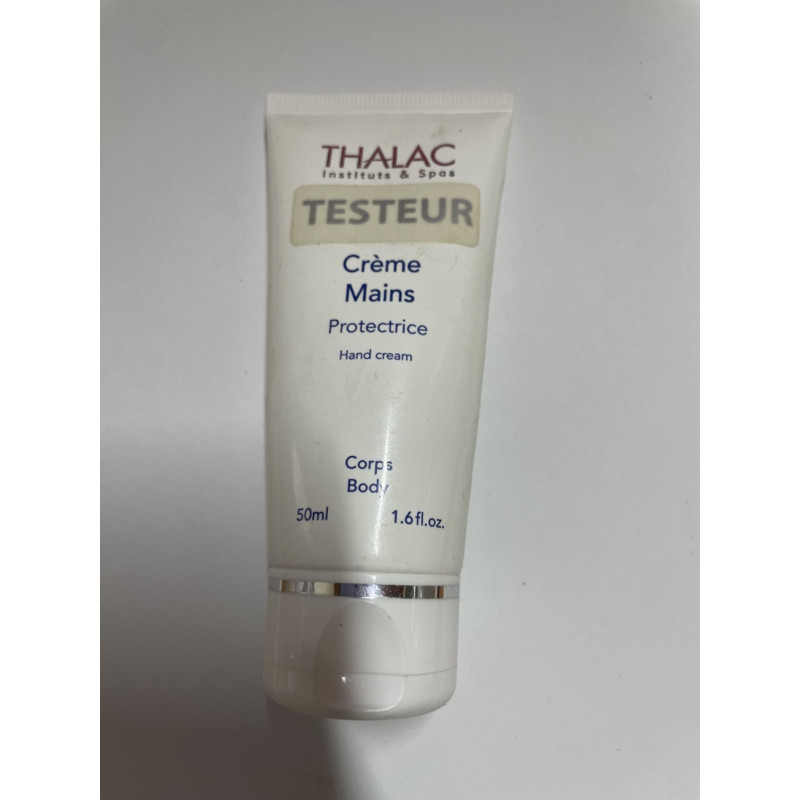 THALAC
Instituts & Spas
TESTEUR
Crème
Mains
Protectrice
Hand cream
Corps
Body
50ml 1.6fl.oz.